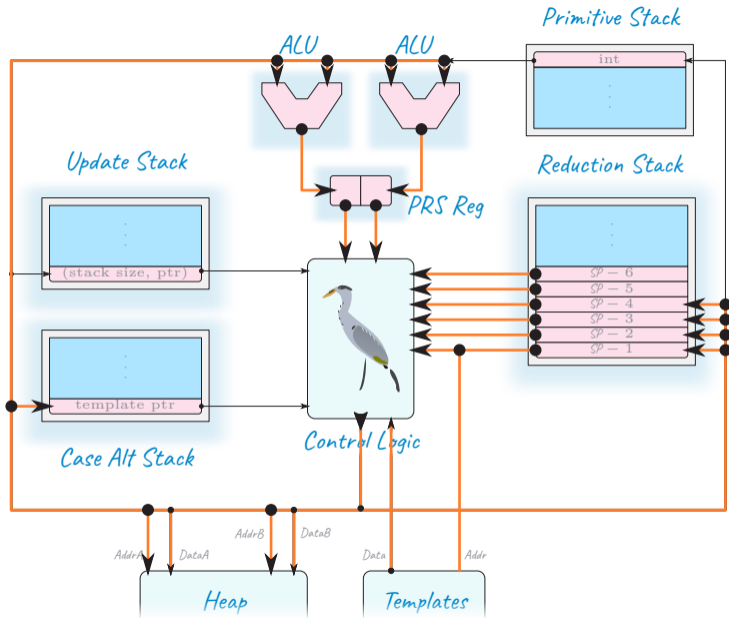 Primitive Stack
ALU
ALU
int
Update Stack
Reduction Stack
PRS Reg
(stack size, ptr)
SP − 6
SP − 5
SP − 4
SP − 3
SP − 2
SP − 1
template ptr
Case Alt Stack
Control Logic
AddrA
DataA
AddrB
DataB
Data
Addr
Heap
Templates